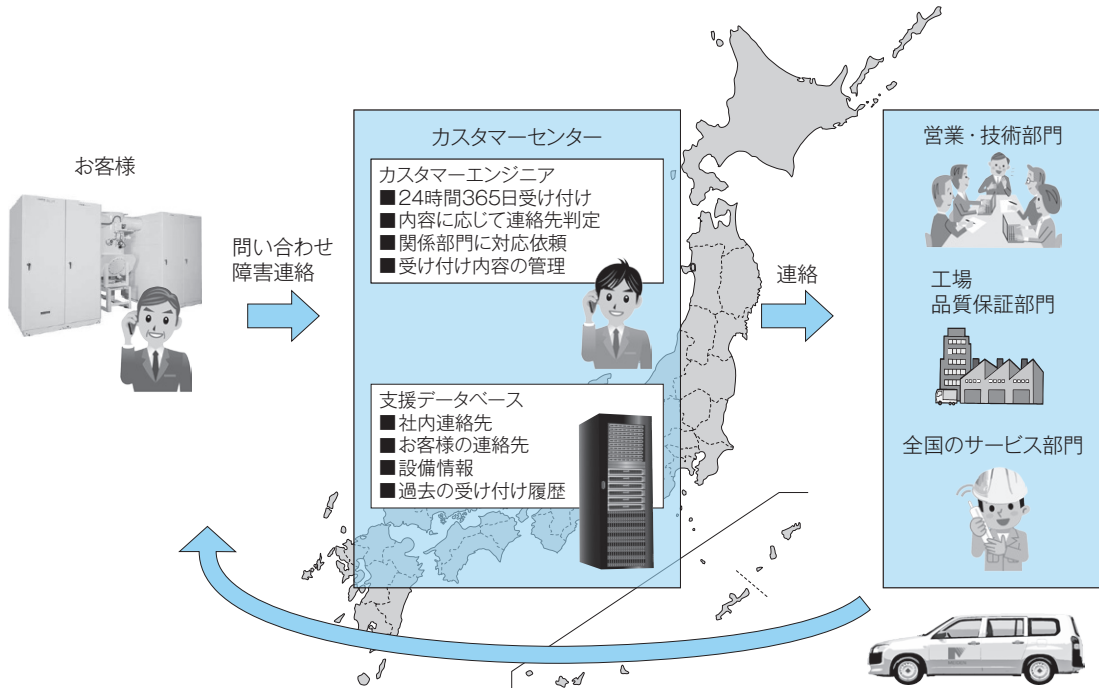 お客様
問い合わせ
障害連絡
カスタマーセンター
カスタマーエンジニア
■24時間365日受け付け
■内容に応じて連絡先判定
■関係部門に対応依頼
■受け付け内容の管理
支援データベース
■社内連絡先
■お客様の連絡先
■設備情報
■過去の受け付け履歴
連絡
営業・技術部門
工場
品質保証部門
全国のサービス部門